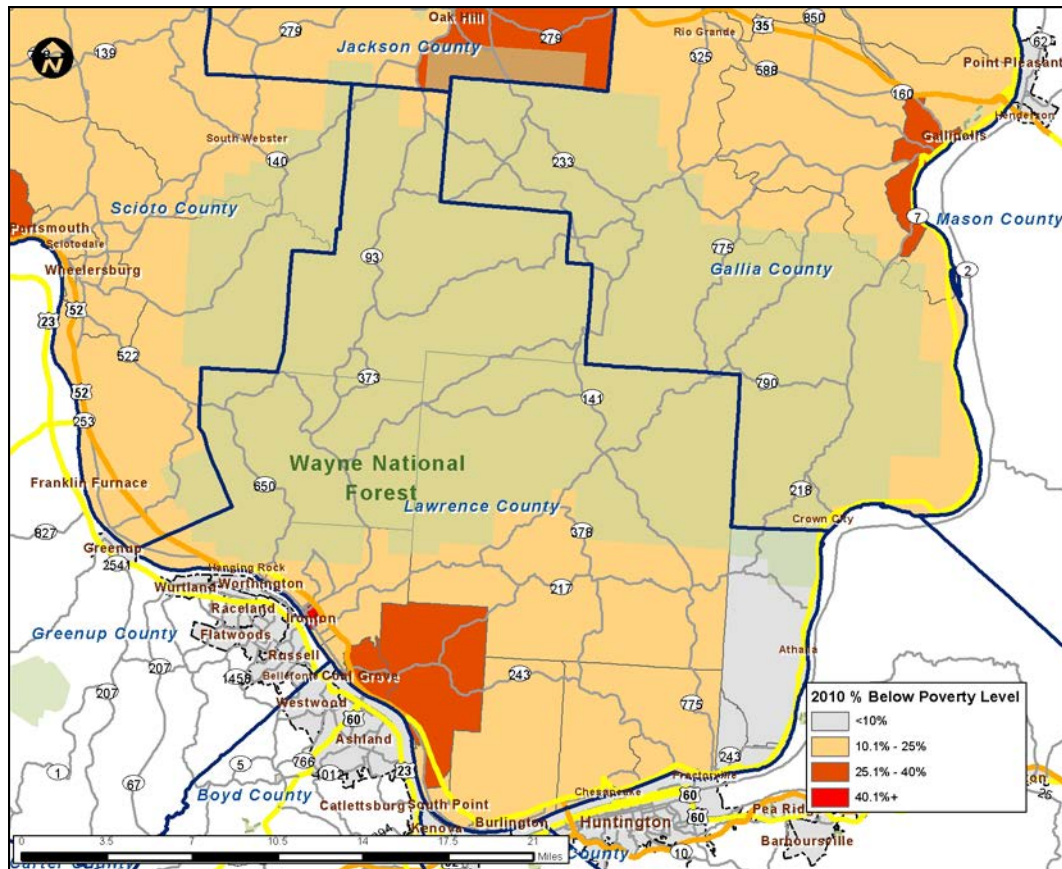 Oak Hill
279
Jackson County
279
850
35
Rio Grande
325
588
62
Point Pleasant
139
160
Henderson
Gallipolis
South Webster
140
233
Scioto County
Portsmouth
Sciotodale
Wheelersburg
7
Mason County
93
775
Gallia County
2
52
23
522
373
52
141
790
253
Wayne National
Forest
Franklin Furnace
650
Lawrence County
218
Crown City
827
378
Greenup
2541
Hanging Rock
Wurtland
Worthington
217
Raceland
Ironton
Greenup County
Flatwoods
Russell
Athalia
207
207
1458
Bellefonte
Coal Grove
243
Westwood
775
60
Ashland
243
766
1012
23
5
1
67
Boyd County
Catlettsburg
South Point
Kenova
Burlington
Chesapeake
Proctorville
60
60
Huntington
Pea Ridge
Barboursville
10
26
2010 % Below Poverty Level
<10%
10.1% - 25%
25.1% - 40%
40.1%+
0 3.5 7 10.5 14 17.5 21
Miles
Carter County
County
N